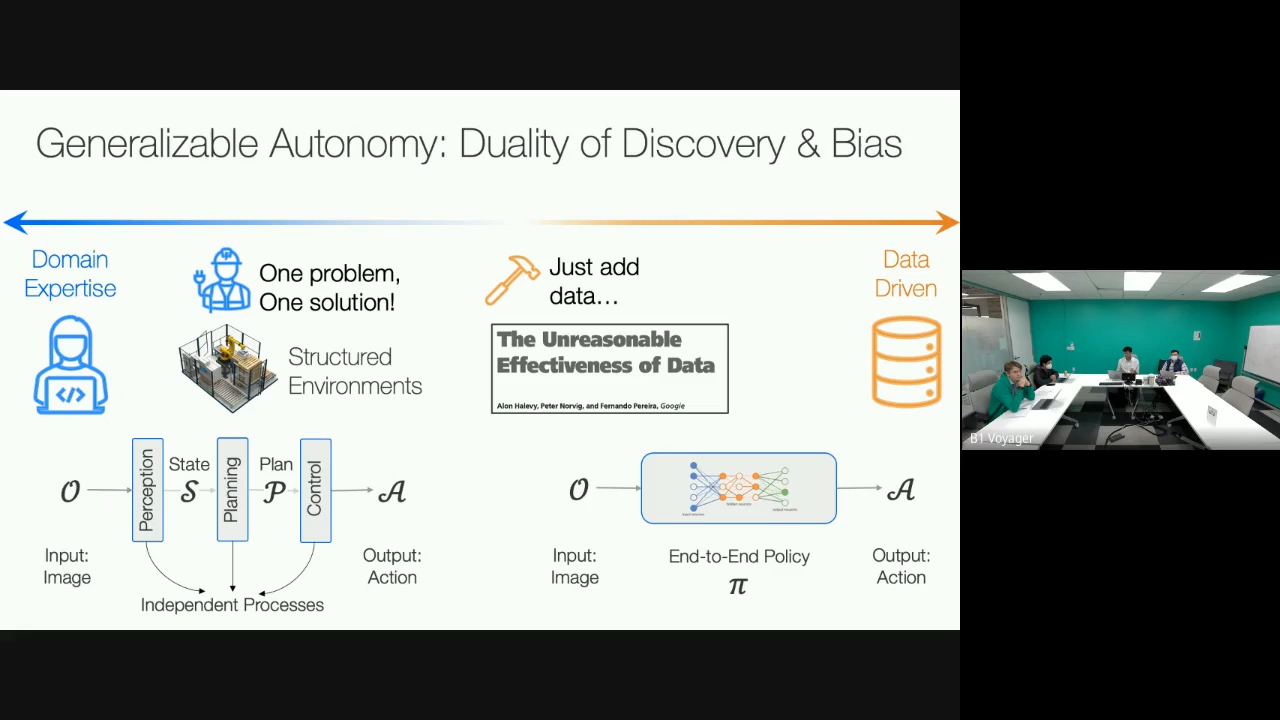 Generalizable Autonomy: Duality of Discovery & Bias
Domain
Expertise
One problem,
One solution!
Structured
Environments
Just add
data...
The Unreasonable
Effectiveness of Data
Alon Halevy, Peter Norvig, and Fernando Pereira, Google
Data
Driven
</>
O
Perception
State
S
Planning
Plan
P
Control
A
Input:
Image
Output:
Action
Independent Processes
O
A
Input:
Image
End-to-End Policy
π
Output:
Action
B1 Voyager